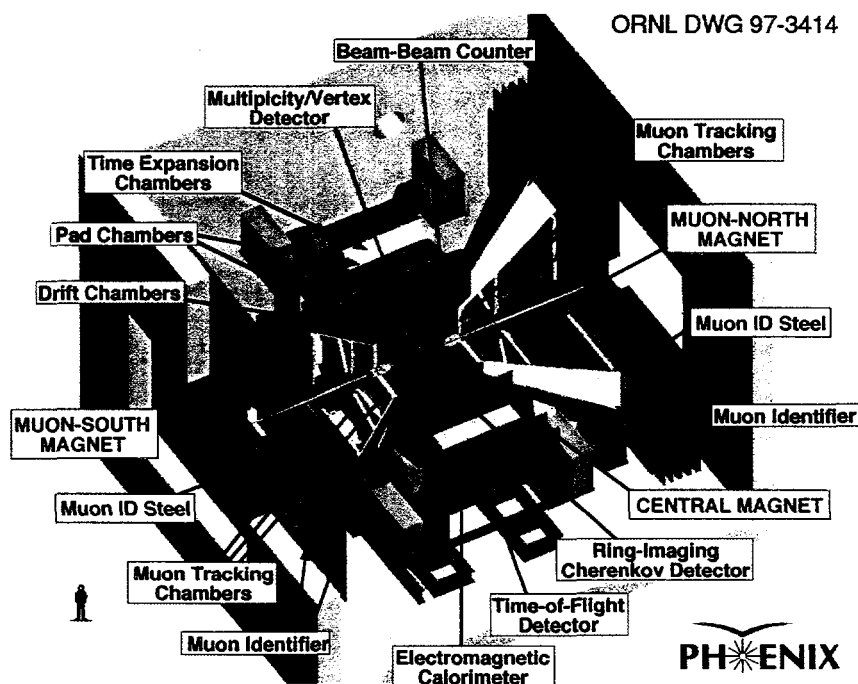 ORNL DWG 97-3414
Beam-Beam Counter
Multiplicity/Vertex
Detector
Time Expansion
Chambers
Pad Chambers
Drift Chambers
Muon Tracking
Chambers
MUON-NORTH
MAGNET
Muon ID Steel
Muon Identifier
MUON-SOUTH
MAGNET
Muon ID Steel
CENTRAL MAGNET
Ring-Imaging
Cherenkov Detector
Muon Tracking
Chambers
Time-of-Flight
Detector
Muon Identifier
Electromagnetic
Calorimeter
PHENIX